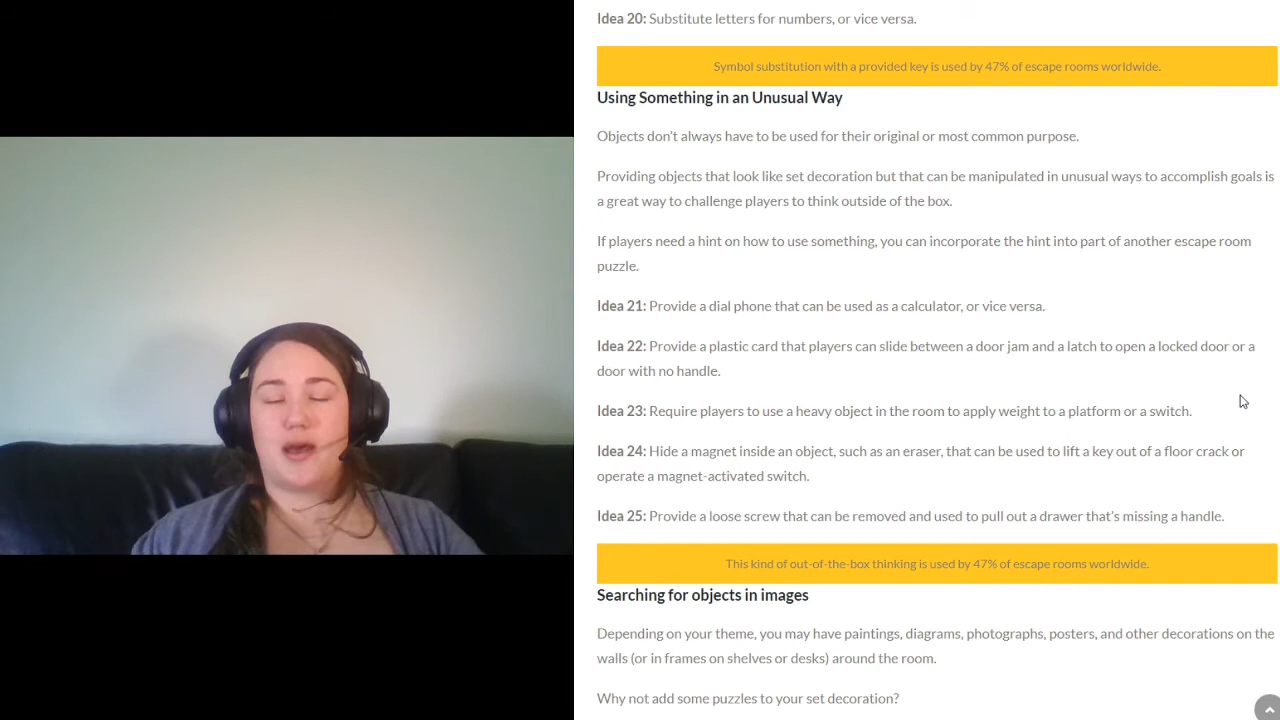 Idea 20: Substitute letters for numbers, or vice versa.
Symbol substitution with a provided key is used by 47% of escape rooms worldwide.
Using Something in an Unusual Way
Objects don't always have to be used for their original or most common purpose.
Providing objects that look like set decoration but that can be manipulated in unusual ways to accomplish goals is
a great way to challenge players to think outside of the box.
If players need a hint on how to use something, you can incorporate the hint into part of another escape room
puzzle.
Idea 21: Provide a dial phone that can be used as a calculator, or vice versa.
Idea 22: Provide a plastic card that players can slide between a door jam and a latch to open a locked door or a
door with no handle.
Idea 23: Require players to use a heavy object in the room to apply weight to a platform or a switch.
Idea 24: Hide a magnet inside an object, such as an eraser, that can be used to lift a key out of a floor crack or
operate a magnet-activated switch.
Idea 25: Provide a loose screw that can be removed and used to pull out a drawer that's missing a handle.
This kind of out-of-the-box thinking is used by 47% of escape rooms worldwide.
Searching for objects in images
Depending on your theme, you may have paintings, diagrams, photographs, posters, and other decorations on the
walls (or in frames on shelves or desks) around the room.
Why not add some puzzles to your set decoration?